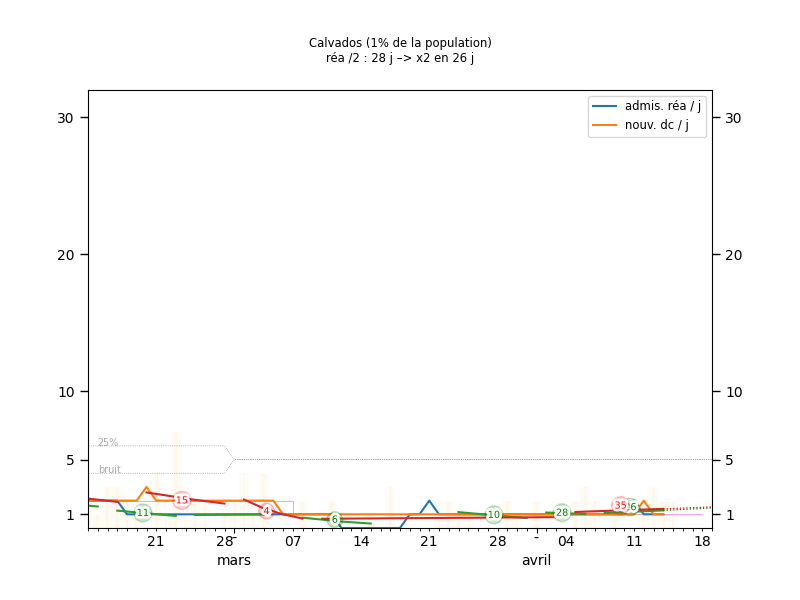 Calvados (1% de la population)
réa /2 : 28 j –> x2 en 26 j
admis. réa / j
nouv. dc / j
30 30
20 20
10 10
5 5
1 1
25%
bruit
11 15 4 6 10 28 35 6
21 28 07 14 21 28 04 11 18
mars avril